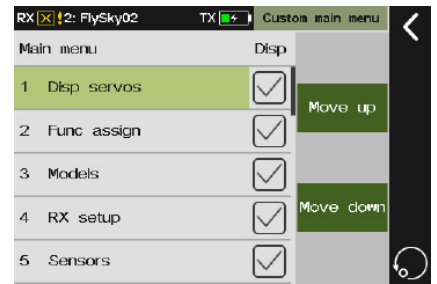 RX 2: FlySky02 TX Custom main menu
Main menu Disp
1 Disp servos
Move up
2 Func assign
3 Models
4 RX setup
Move down
5 Sensors